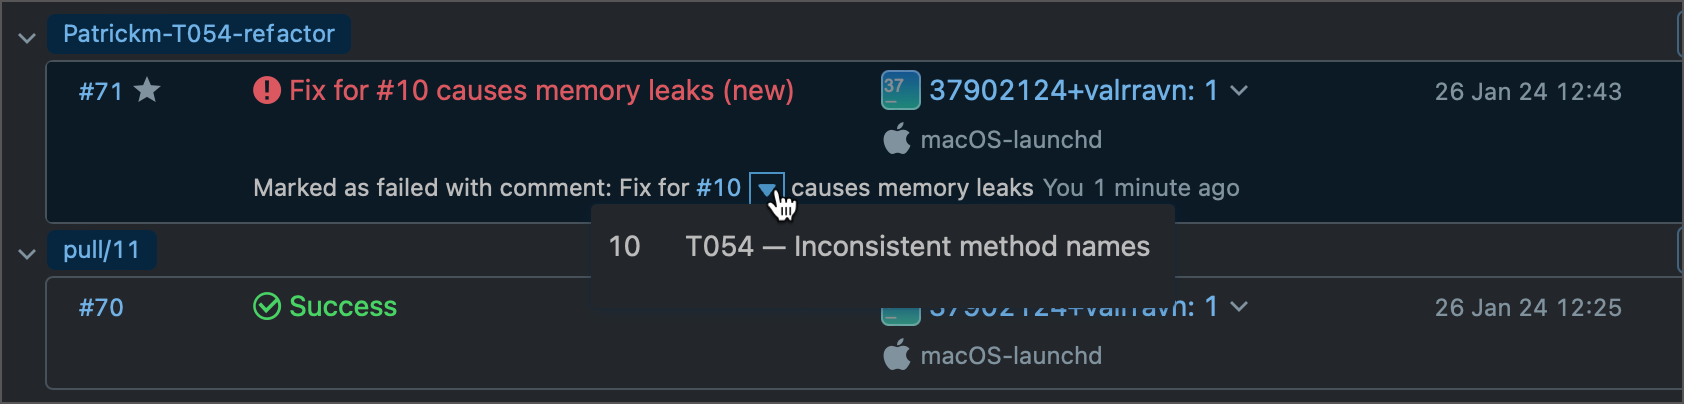 Patrickm-T054-refactor
#71 Fix for #10 causes memory leaks (new) 37 37902124+valrravn: 1 26 Jan 24 12:43
macOS-launchd
Marked as failed with comment: Fix for #10 causes memory leaks You 1 minute ago
10 T054 — Inconsistent method names
pull/11
#70 Success 37902124+valrravn: 1 26 Jan 24 12:25
macOS-launchd